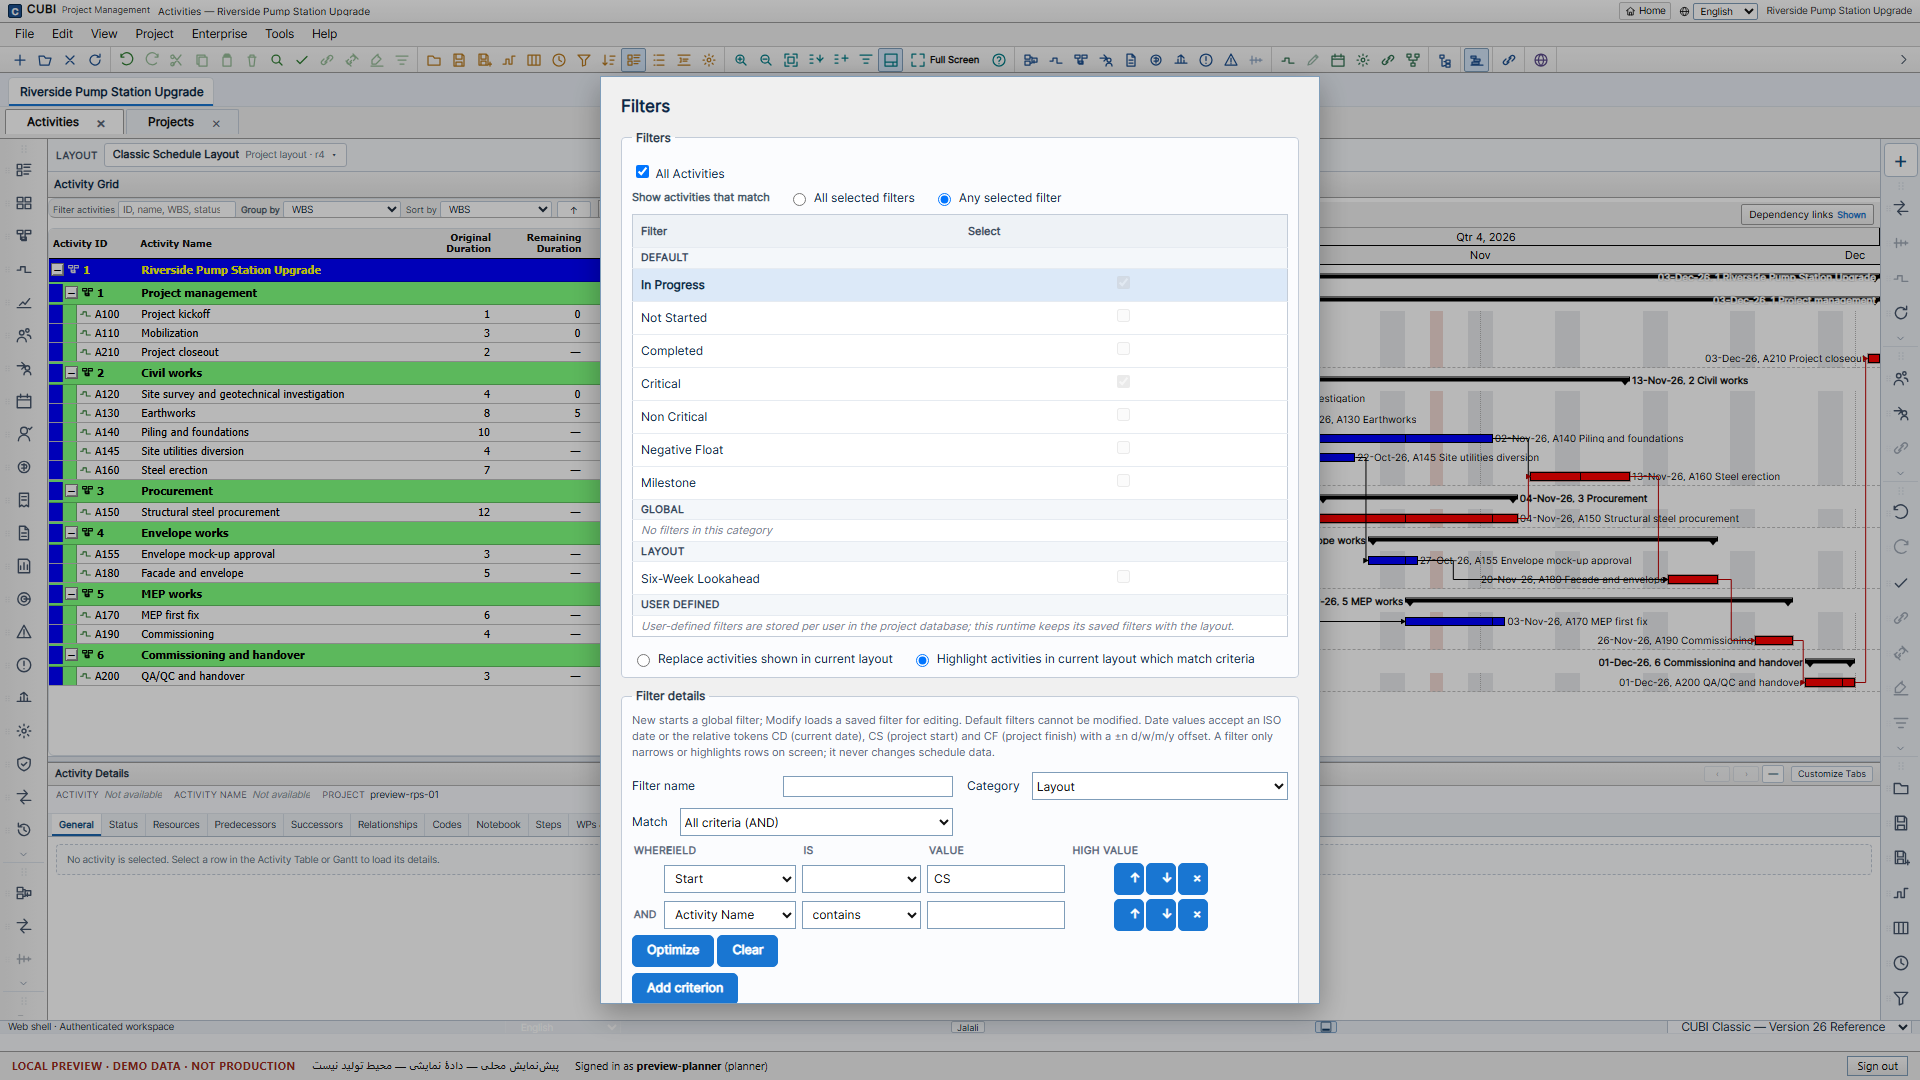 CUBI Project Management Activities — Riverside Pump Station Upgrade
Home English Riverside Pump Station Upgrade
File Edit View Project Enterprise Tools Help
Full Screen
Riverside Pump Station Upgrade
Activities × Projects ×
LAYOUT Classic Schedule Layout Project layout · r4
Activity Grid
Filter activities ID, name, WBS, status Group by WBS Sort by WBS
Dependency links Shown
Activity ID Activity Name Original Duration Remaining Duration
Qtr 4, 2026
Nov Dec
1 Riverside Pump Station Upgrade
03-Dec-26, 1 Riverside Pump Station Upgrade
1 Project management
03-Dec-26, 1 Project management
A100 Project kickoff 1 0
A110 Mobilization 3 0
A210 Project closeout 2 —
03-Dec-26, A210 Project closeout
2 Civil works
13-Nov-26, 2 Civil works
A120 Site survey and geotechnical investigation 4 0
estigation
A130 Earthworks 8 5
26, A130 Earthworks
A140 Piling and foundations 10 —
02-Nov-26, A140 Piling and foundations
A145 Site utilities diversion 4 —
22-Oct-26, A145 Site utilities diversion
A160 Steel erection 7 —
13-Nov-26, A160 Steel erection
3 Procurement
04-Nov-26, 3 Procurement
A150 Structural steel procurement 12 —
04-Nov-26, A150 Structural steel procurement
4 Envelope works
ope works
A155 Envelope mock-up approval 3 —
27-Oct-26, A155 Envelope mock-up approval
A180 Facade and envelope 5 —
20-Nov-26, A180 Facade and envelope
5 MEP works
-26, 5 MEP works
A170 MEP first fix 6 —
03-Nov-26, A170 MEP first fix
A190 Commissioning 4 —
26-Nov-26, A190 Commissioning
6 Commissioning and handover
01-Dec-26, 6 Commissioning and handover
A200 QA/QC and handover 3 —
01-Dec-26, A200 QA/QC and handover
Filters
Filters
All Activities
Show activities that match All selected filters Any selected filter
Filter Select
DEFAULT
In Progress
Not Started
Completed
Critical
Non Critical
Negative Float
Milestone
GLOBAL
No filters in this category
LAYOUT
Six-Week Lookahead
USER DEFINED
User-defined filters are stored per user in the project database; this runtime keeps its saved filters with the layout.
Replace activities shown in current layout Highlight activities in current layout which match criteria
Filter details
New starts a global filter; Modify loads a saved filter for editing. Default filters cannot be modified. Date values accept an ISO
date or the relative tokens CD (current date), CS (project start) and CF (project finish) with a ±n d/w/m/y offset. A filter only
narrows or highlights rows on screen; it never changes schedule data.
Filter name Category Layout
Match All criteria (AND)
WHERE FIELD IS VALUE HIGH VALUE
Start CS
AND Activity Name contains
Optimize Clear
Add criterion
Activity Details
Customize Tabs
ACTIVITY Not available ACTIVITY NAME Not available PROJECT preview-rps-01
General Status Resources Predecessors Successors Relationships Codes Notebook Steps WPs
No activity is selected. Select a row in the Activity Table or Gantt to load its details.
Web shell · Authenticated workspace English Jalali CUBI Classic — Version 26 Reference
LOCAL PREVIEW · DEMO DATA · NOT PRODUCTION پیش‌نمایش محلی — دادهٔ نمایشی — محیط تولید نیست Signed in as preview-planner (planner) Sign out